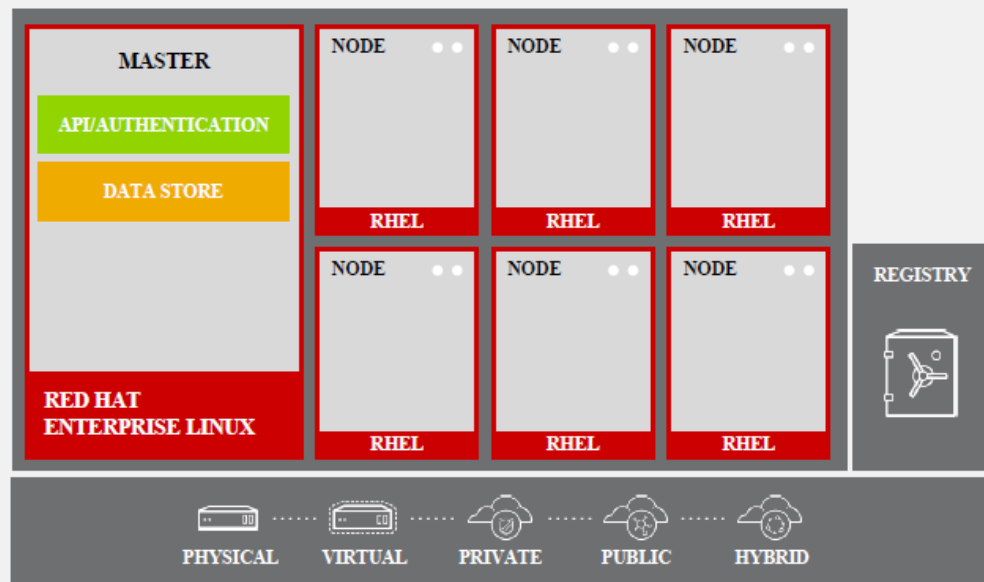 MASTER
API/AUTHENTICATION
DATA STORE
RED HAT
ENTERPRISE LINUX
NODE
RHEL
NODE
RHEL
NODE
RHEL
NODE
RHEL
NODE
RHEL
NODE
RHEL
REGISTRY
PHYSICAL
VIRTUAL
PRIVATE
PUBLIC
HYBRID